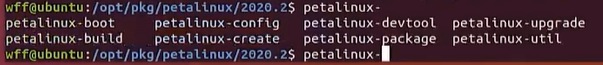 wff@ubuntu:/opt/pkg/petalinux/2020.2$ petalinux-
petalinux-boot petalinux-config petalinux-devtool petalinux-upgrade
petalinux-build petalinux-create petalinux-package petalinux-util
wff@ubuntu:/opt/pkg/petalinux/2020.2$ petalinux-